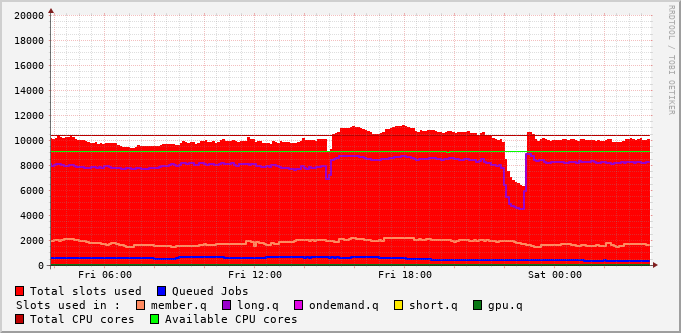 20000
18000
16000
14000
12000
10000
8000
6000
4000
2000
0
Fri 06:00 Fri 12:00 Fri 18:00 Sat 00:00
Total slots used Queued Jobs
Slots used in : member.q long.q ondemand.q short.q gpu.q
Total CPU cores Available CPU cores
RRDTOOL / TOBI OETIKER